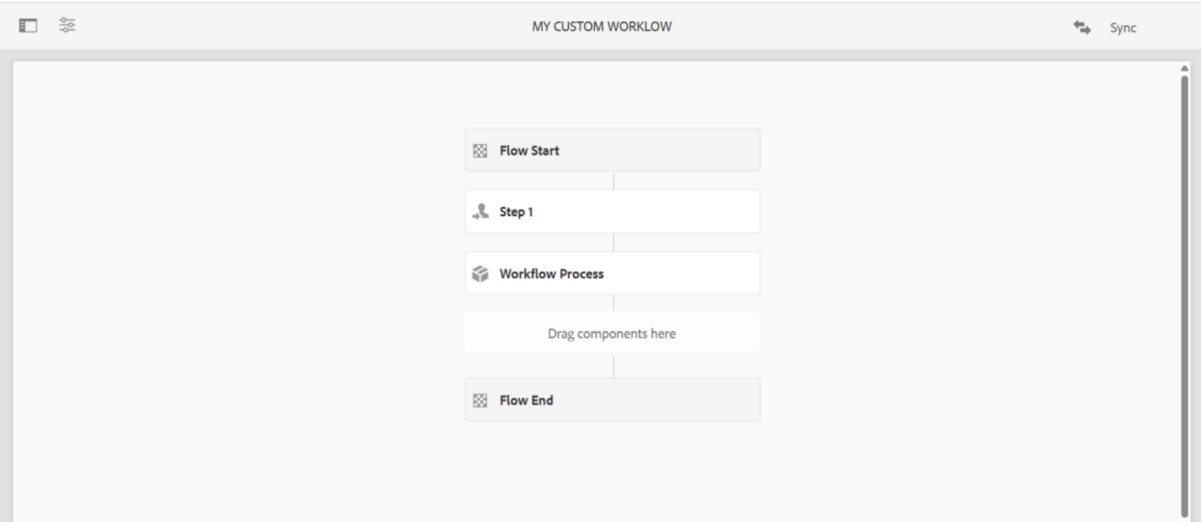 MY CUSTOM WORKLOW
Sync
Flow Start
Step 1
Workflow Process
Drag components here
Flow End